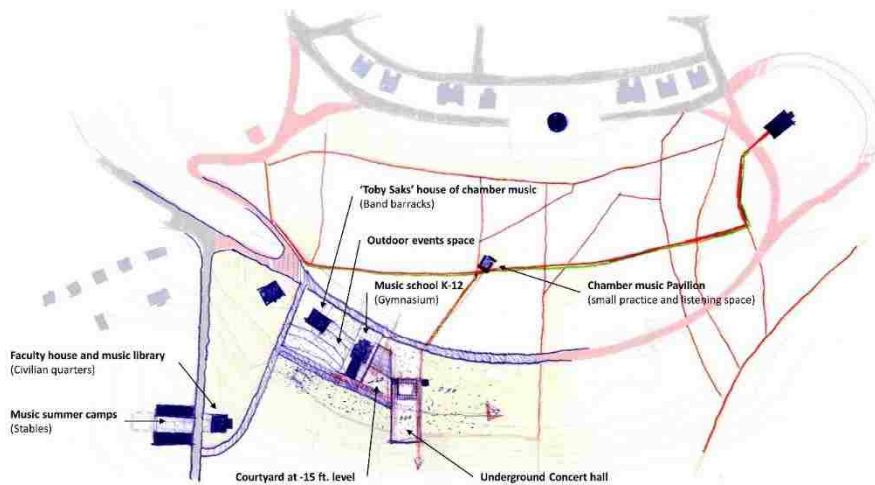 'Toby Saks' house of chamber music
(Band barracks)
Outdoor events space
Music school K-12
(Gymnasium)
Chamber music Pavilion
(small practice and listening space)
Faculty house and music library
(Civilian quarters)
Music summer camps
(Stables)
Courtyard at -15 ft. level
Underground Concert hall